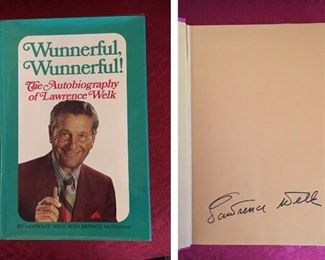 Wunnerful,
Wunnerful!
The Autobiography
of Lawrence Welk
BY LAWRENCE WELK WITH BERNICE McGEEHAN
Lawrence Welk